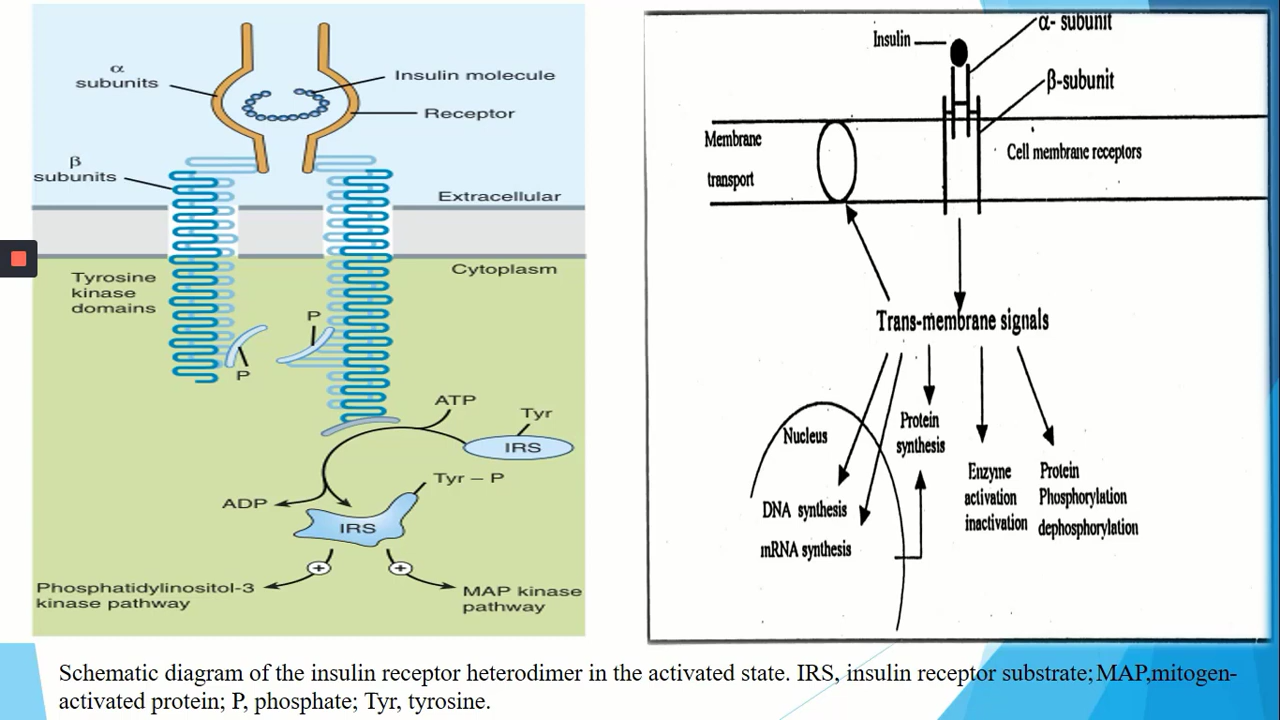 α
subunits
Insulin molecule
Receptor
β
subunits
Extracellular
Cytoplasm
Tyrosine
kinase
domains
P
P
ATP
Tyr
IRS
Tyr – P
ADP
IRS
+
+
Phosphatidylinositol-3
kinase pathway
MAP kinase
pathway
Insulin
α- subunit
β-subunit
Membrane
transport
Cell membrane receptors
Trans-membrane signals
Nucleus
Protein
synthesis
DNA synthesis
mRNA synthesis
Enzyme
activation
inactivation
Protein
Phosphorylation
dephosphorylation
Schematic diagram of the insulin receptor heterodimer in the activated state. IRS, insulin receptor substrate; MAP,mitogen-
activated protein; P, phosphate; Tyr, tyrosine.